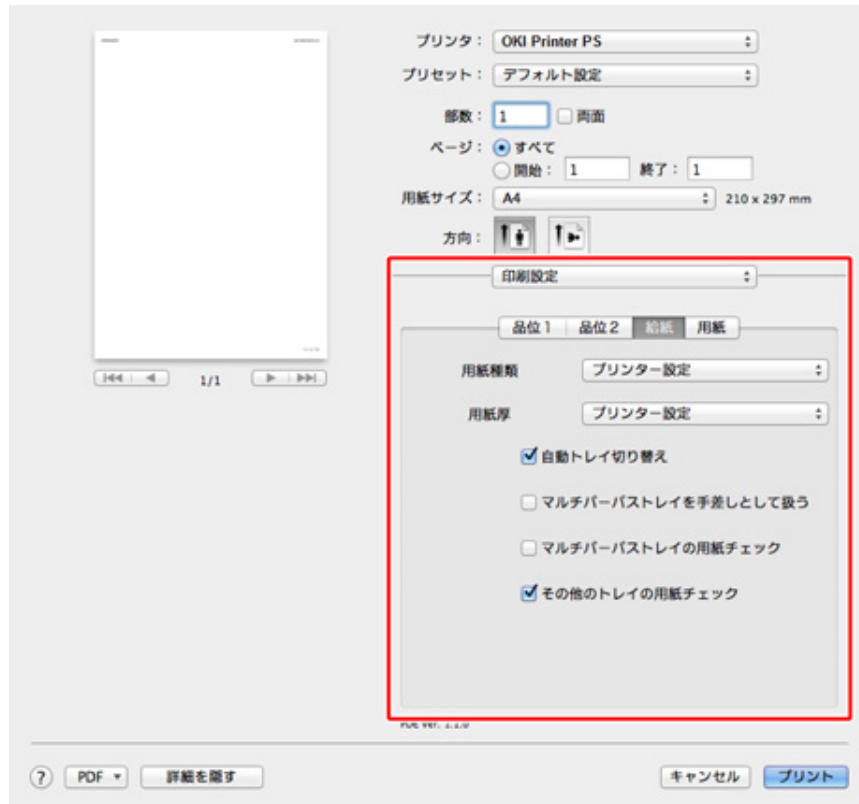 プリンタ： OKI Printer PS
プリセット： デフォルト設定
部数： 1 両面
ページ： すべて
開始： 1 終了： 1
用紙サイズ： A4 210 x 297 mm
方向：
印刷設定
品位1 品位2 給紙 用紙
用紙種類 プリンター設定
用紙厚 プリンター設定
自動トレイ切り替え
マルチパーパストレイを手差しとして扱う
マルチパーパストレイの用紙チェック
その他のトレイの用紙チェック
1/1
? PDF 詳細を隠す キャンセル プリント